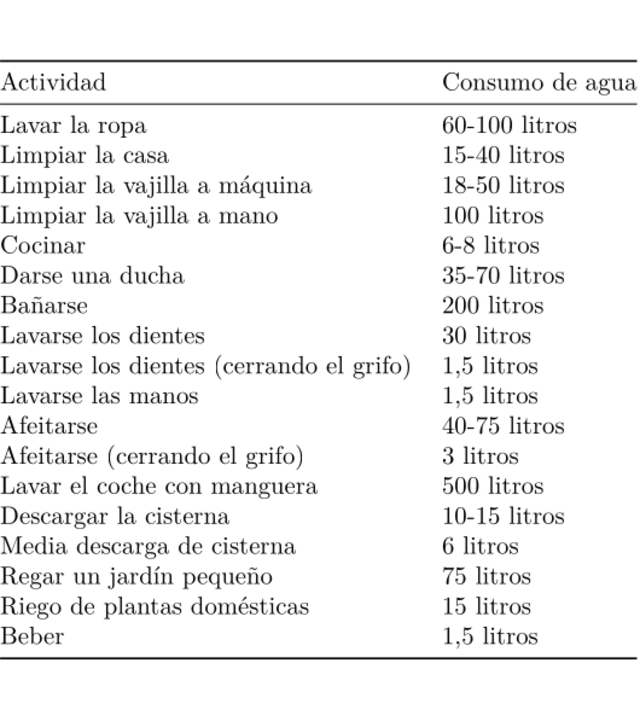 Actividad Consumo de agua
Lavar la ropa 60-100 litros
Limpiar la casa 15-40 litros
Limpiar la vajilla a máquina 18-50 litros
Limpiar la vajilla a mano 100 litros
Cocinar 6-8 litros
Darse una ducha 35-70 litros
Bañarse 200 litros
Lavarse los dientes 30 litros
Lavarse los dientes (cerrando el grifo) 1,5 litros
Lavarse las manos 1,5 litros
Afeitarse 40-75 litros
Afeitarse (cerrando el grifo) 3 litros
Lavar el coche con manguera 500 litros
Descargar la cisterna 10-15 litros
Media descarga de cisterna 6 litros
Regar un jardín pequeño 75 litros
Riego de plantas domésticas 15 litros
Beber 1,5 litros